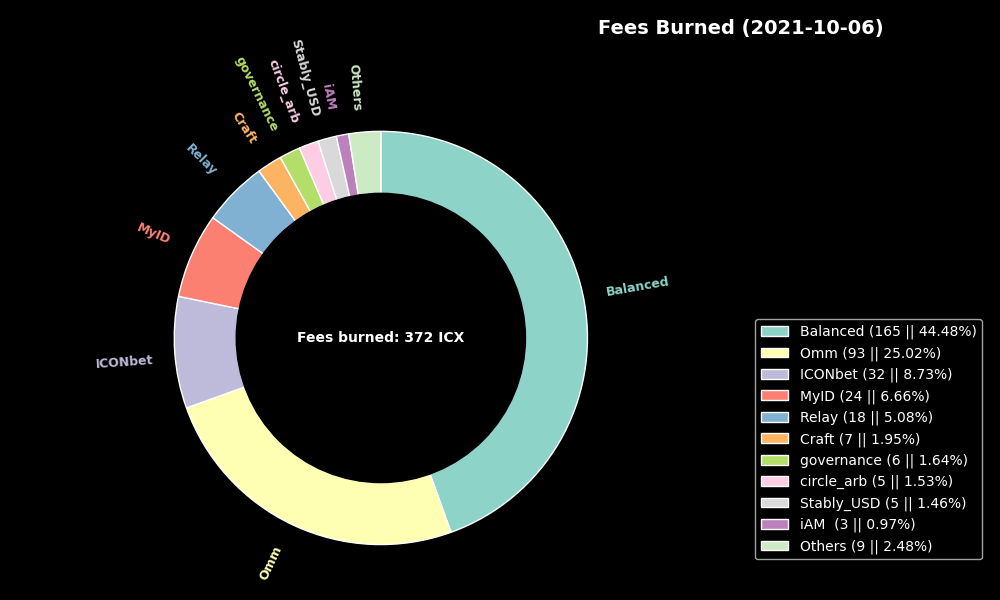 Fees Burned (2021-10-06)
Others
iAM
Stably_USD
circle_arb
governance
Craft
Relay
MyID
ICONbet
Omm
Balanced
Fees burned: 372 ICX
Balanced (165 || 44.48%)
Omm (93 || 25.02%)
ICONbet (32 || 8.73%)
MyID (24 || 6.66%)
Relay (18 || 5.08%)
Craft (7 || 1.95%)
governance (6 || 1.64%)
circle_arb (5 || 1.53%)
Stably_USD (5 || 1.46%)
iAM  (3 || 0.97%)
Others (9 || 2.48%)